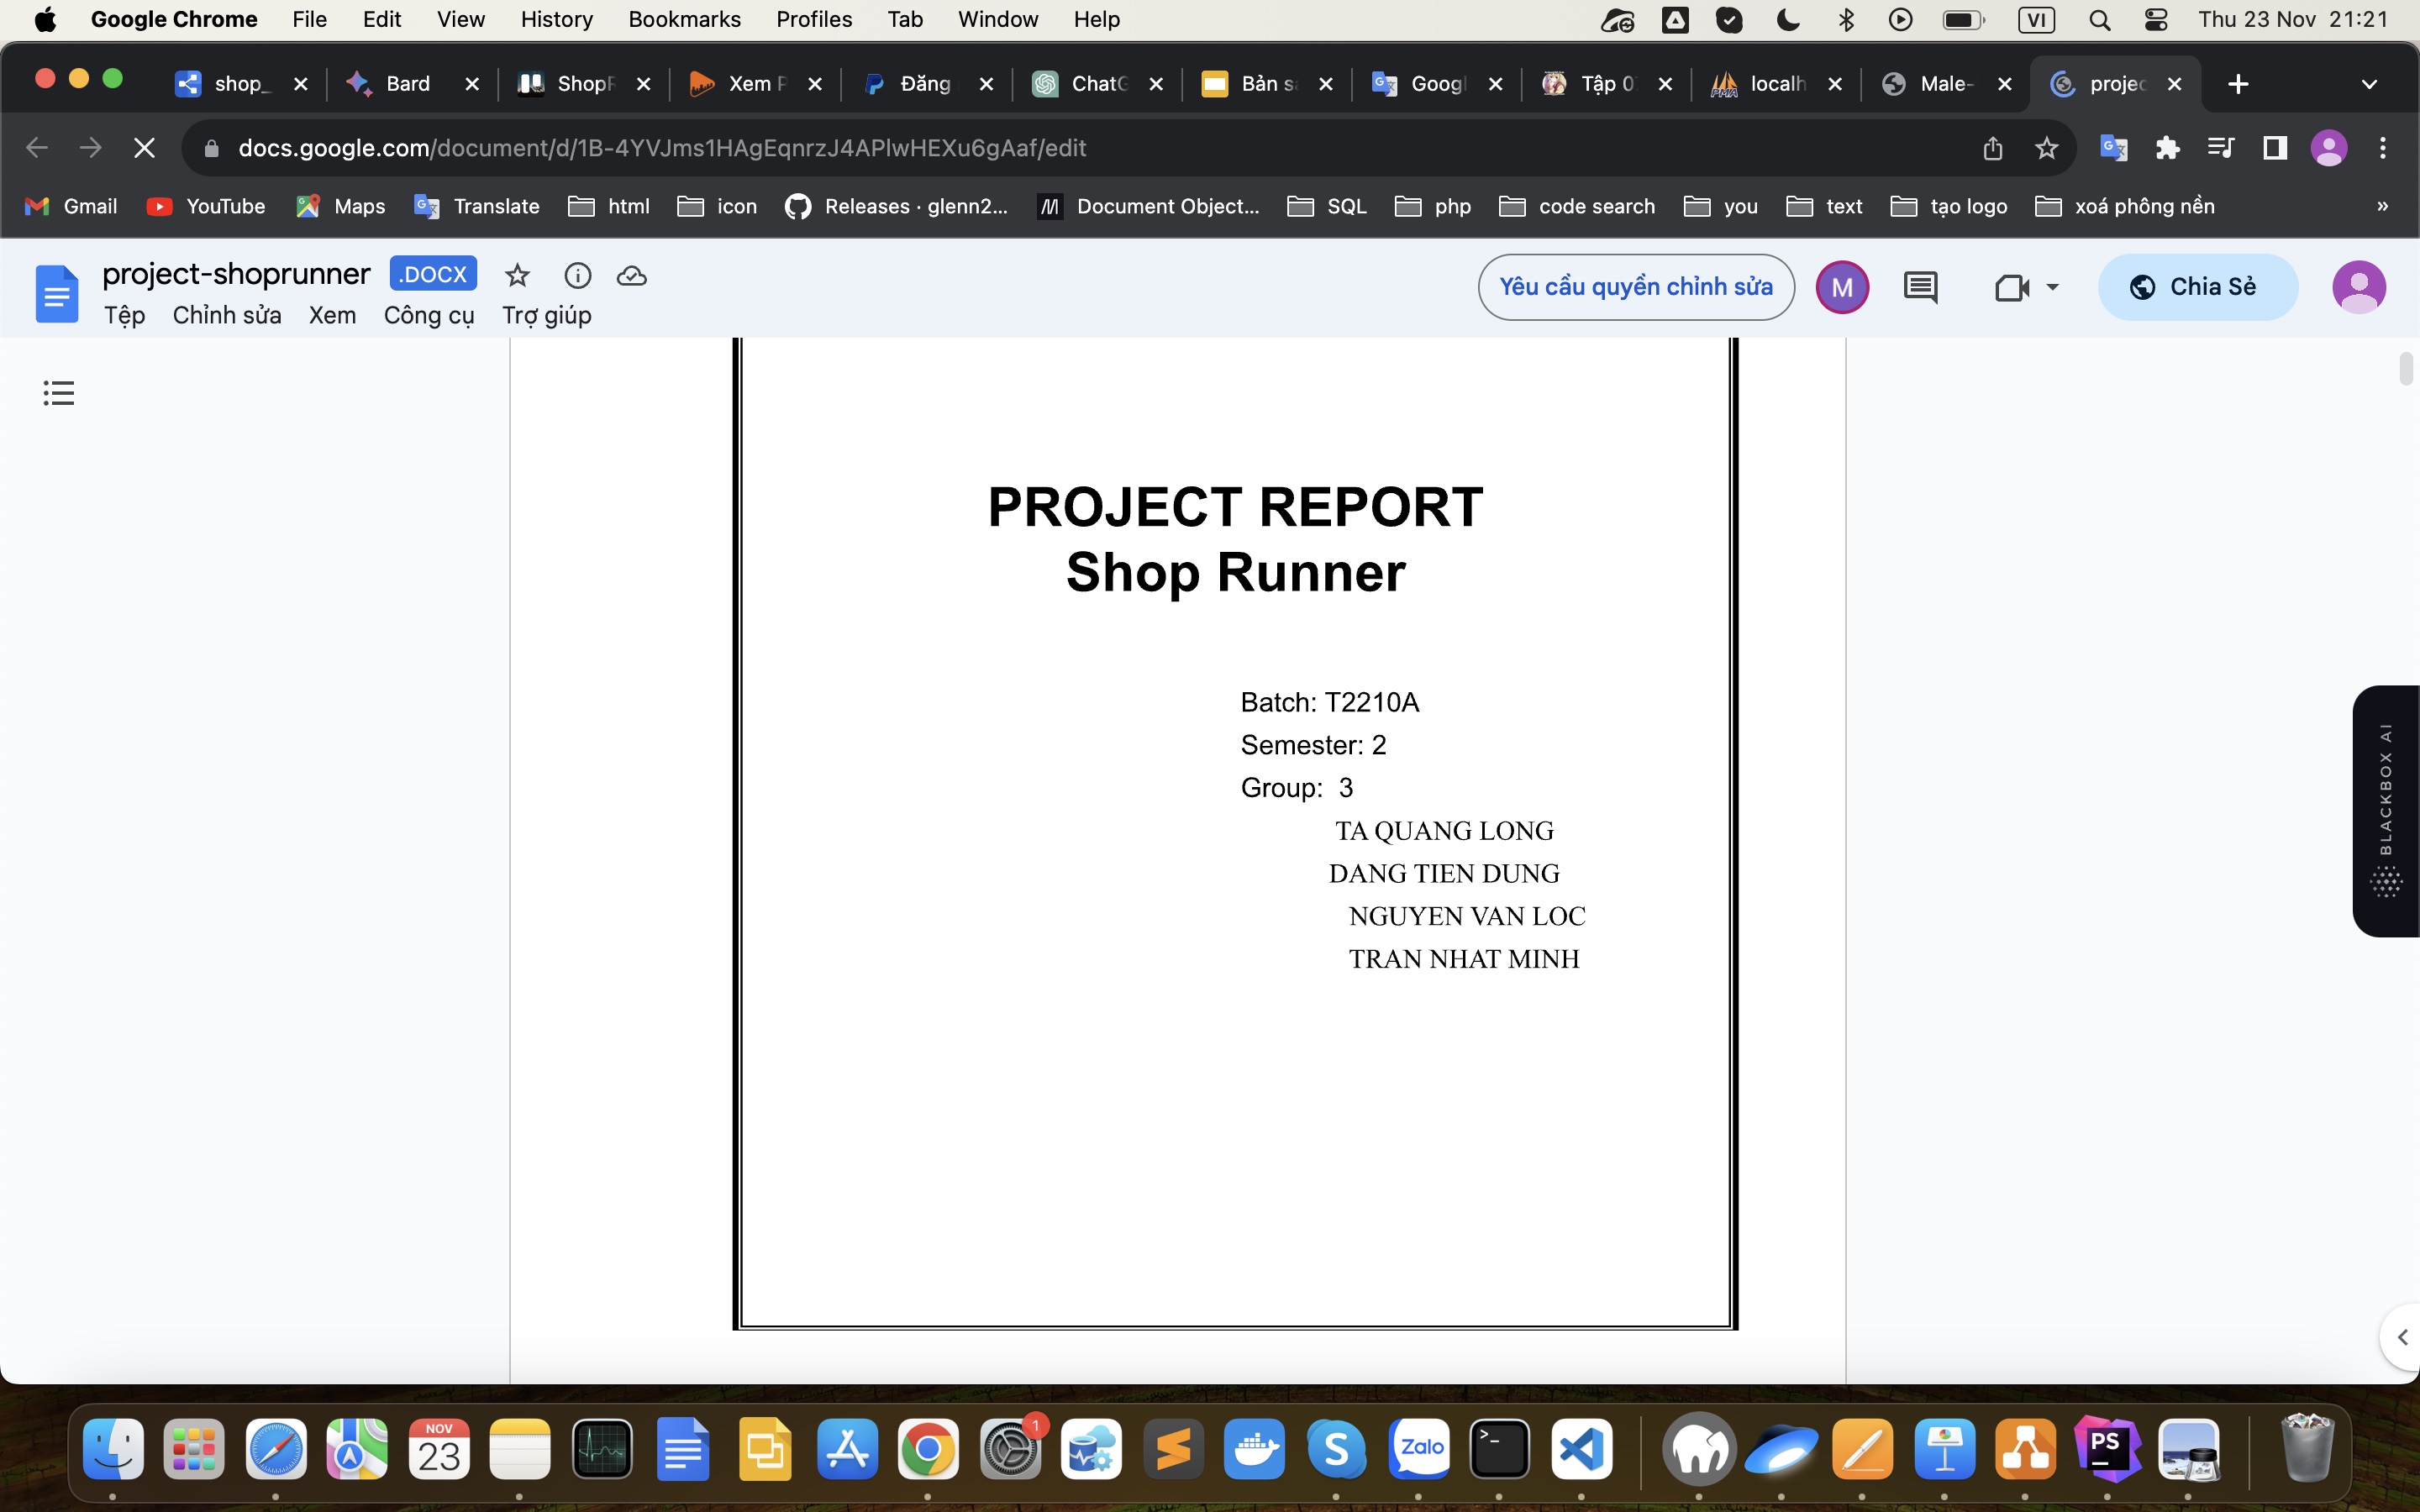 Google Chrome File Edit View History Bookmarks Profiles Tab Window Help VI Thu 23 Nov 21:21
shop_ Bard ShopR Xem P Đăng ChatG Bản s Googl Tập 0 localh Male- projec
docs.google.com/document/d/1B-4YVJms1HAgEqnrzJ4APlwHEXu6gAaf/edit
Gmail YouTube Maps Translate html icon Releases · glenn2... Document Object... SQL php code search you text tạo logo xoá phông nền »
project-shoprunner .DOCX
Yêu cầu quyền chỉnh sửa M Chia Sẻ
Tệp Chỉnh sửa Xem Công cụ Trợ giúp
PROJECT REPORT
Shop Runner
Batch: T2210A
Semester: 2
Group: 3
TA QUANG LONG
DANG TIEN DUNG
NGUYEN VAN LOC
TRAN NHAT MINH
BLACKBOX AI
NOV
23
1
S
Zalo
>_
PS